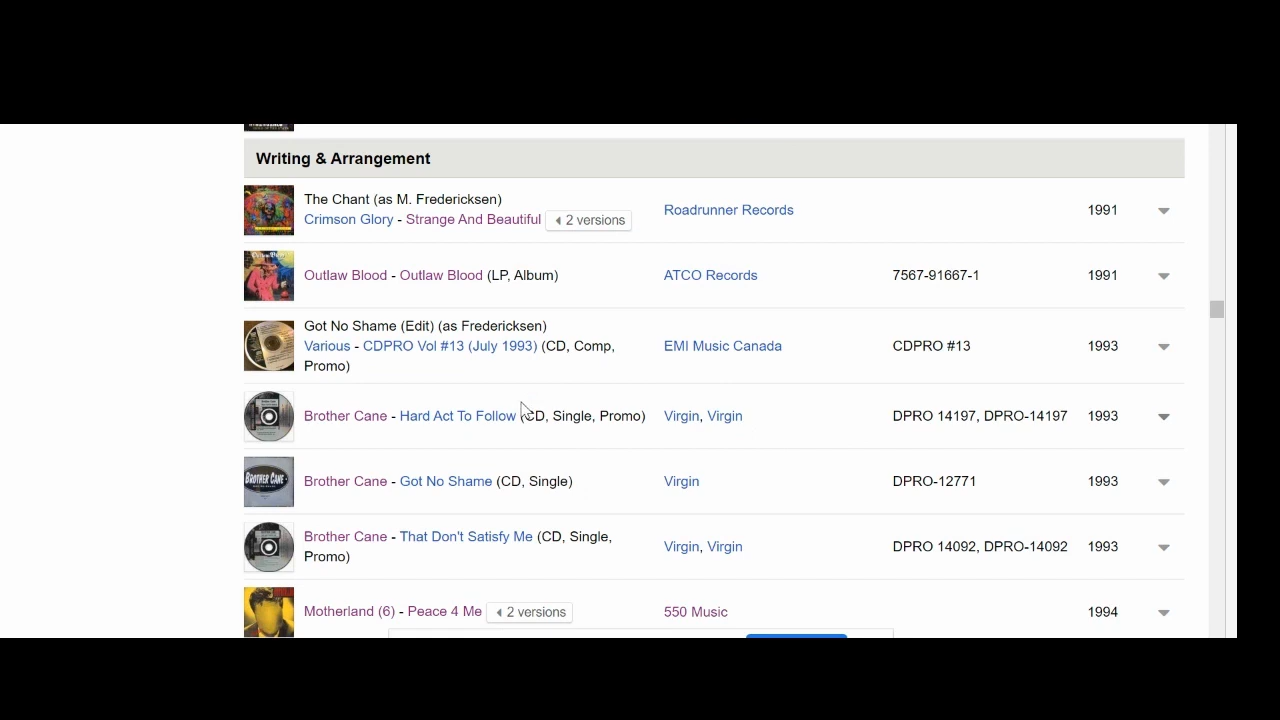 Writing & Arrangement
The Chant (as M. Fredericksen)
Crimson Glory - Strange And Beautiful 2 versions
Roadrunner Records
1991
Outlaw Blood - Outlaw Blood (LP, Album)
ATCO Records
7567-91667-1
1991
Got No Shame (Edit) (as Fredericksen)
Various - CDPRO Vol #13 (July 1993) (CD, Comp,
Promo)
EMI Music Canada
CDPRO #13
1993
Brother Cane - Hard Act To Follow (CD, Single, Promo)
Virgin, Virgin
DPRO 14197, DPRO-14197
1993
BROTHER CANE
Brother Cane - Got No Shame (CD, Single)
Virgin
DPRO-12771
1993
Brother Cane - That Don't Satisfy Me (CD, Single,
Promo)
Virgin, Virgin
DPRO 14092, DPRO-14092
1993
Motherland (6) - Peace 4 Me 2 versions
550 Music
1994